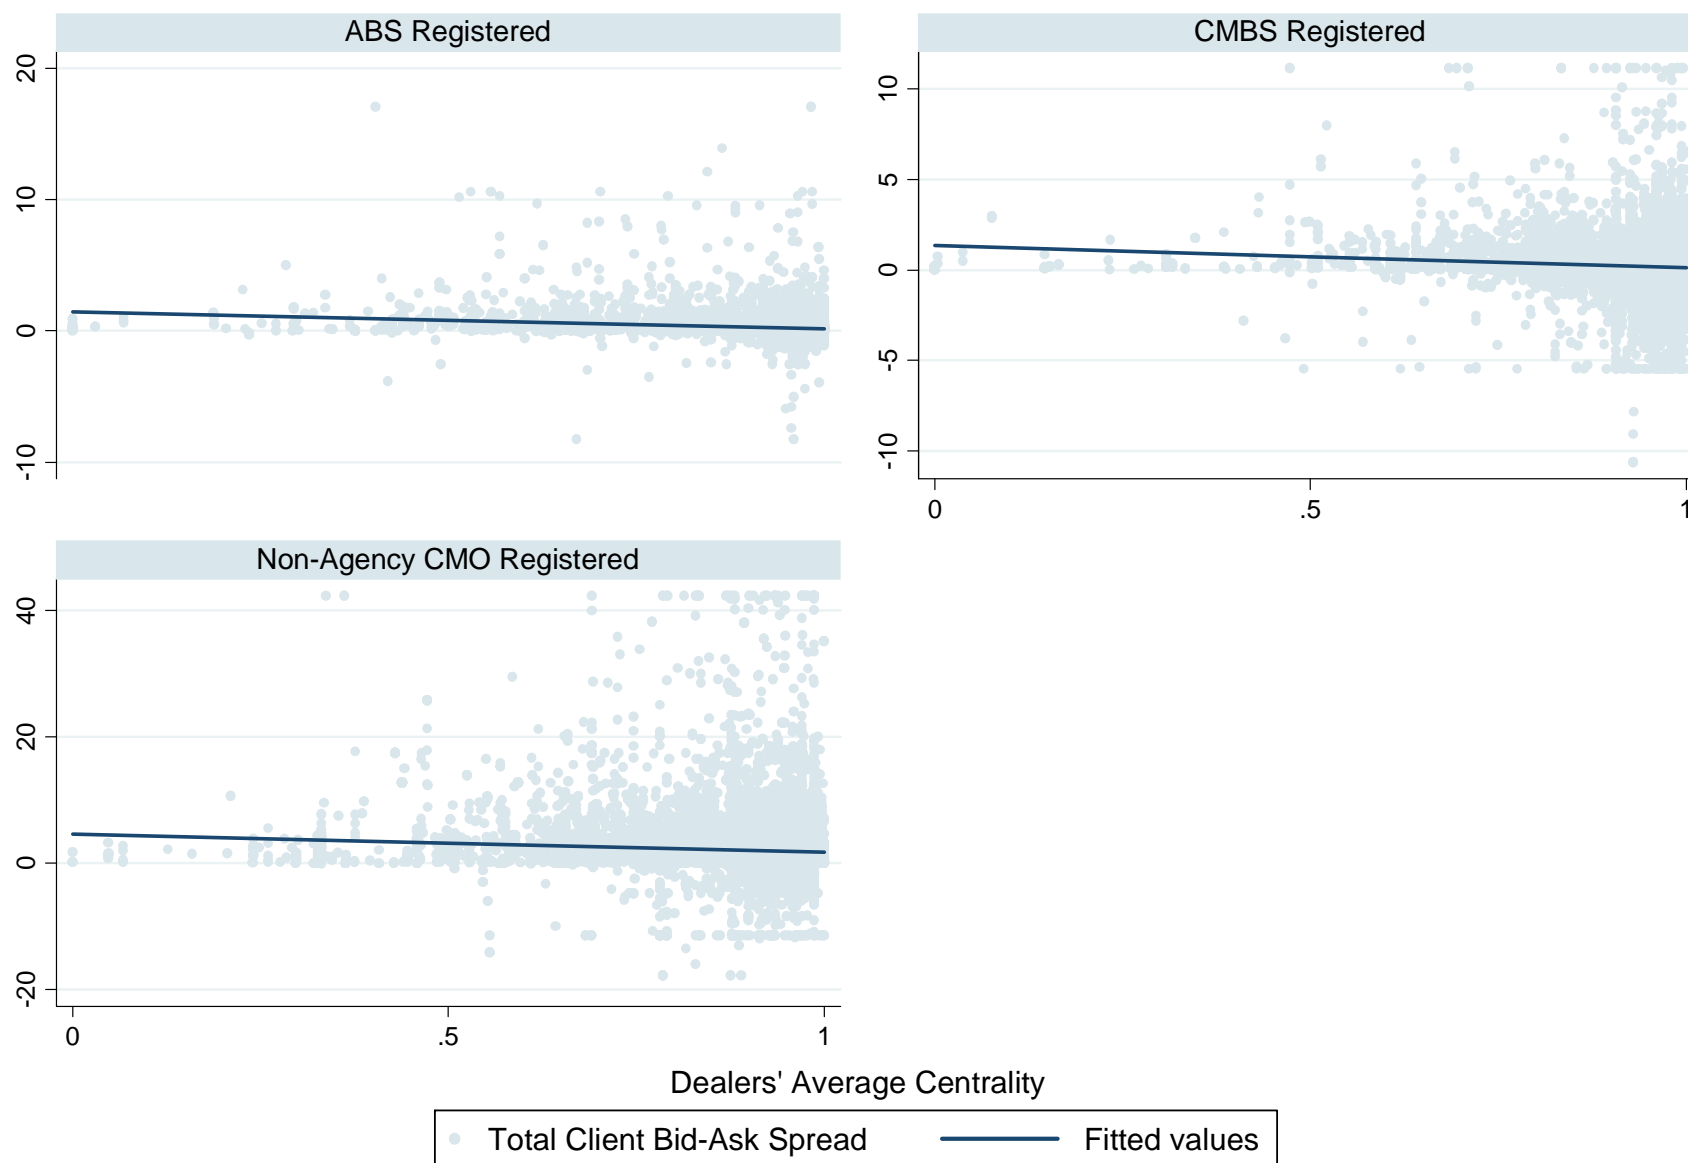 ABS Registered
20
10
0
-10
CMBS Registered
10
5
0
-5
-10
0 .5 1
Non-Agency CMO Registered
40
20
0
-20
0 .5 1
Dealers' Average Centrality
Total Client Bid-Ask Spread Fitted values